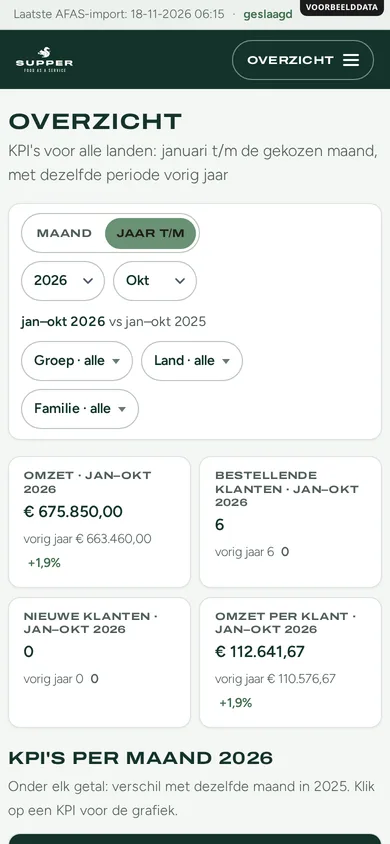 Laatste AFAS-import: 18-11-2026 06:15 · geslaagd
VOORBEELDDATA
SUPPER
FOOD AS A SERVICE
OVERZICHT
OVERZICHT
KPI's voor alle landen: januari t/m de gekozen maand,
met dezelfde periode vorig jaar
MAAND
JAAR T/M
2026
Okt
jan–okt 2026 vs jan–okt 2025
Groep · alle
Land · alle
Familie · alle
OMZET · JAN–OKT
2026
€ 675.850,00
vorig jaar € 663.460,00
+1,9%
BESTELLENDE
KLANTEN · JAN–OKT
2026
6
vorig jaar 6 0
NIEUWE KLANTEN ·
JAN–OKT 2026
0
vorig jaar 0 0
OMZET PER KLANT ·
JAN–OKT 2026
€ 112.641,67
vorig jaar € 110.576,67
+1,9%
KPI'S PER MAAND 2026
Onder elk getal: verschil met dezelfde maand in 2025. Klik
op een KPI voor de grafiek.